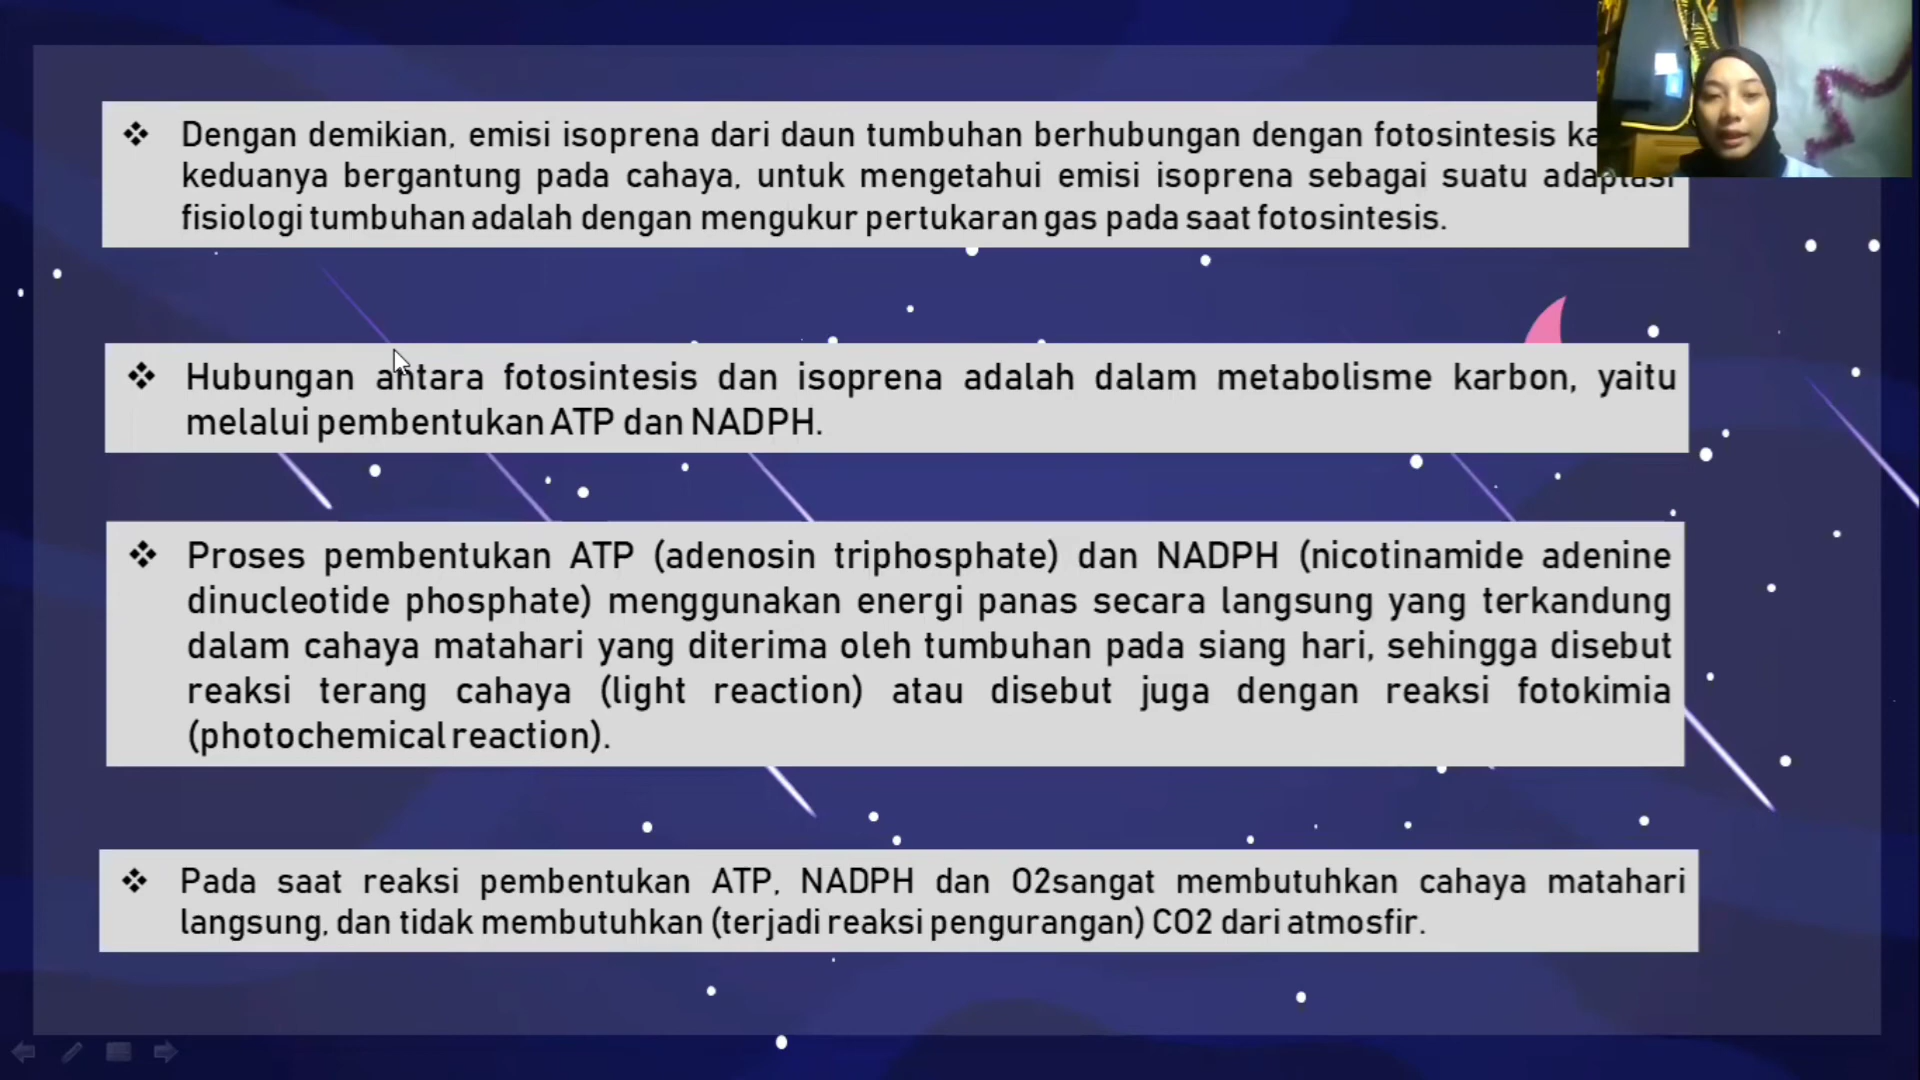 ❖ Dengan demikian, emisi isoprena dari daun tumbuhan berhubungan dengan fotosintesis
keduanya bergantung pada cahaya, untuk mengetahui emisi isoprena sebagai suatu adaptasi
fisiologi tumbuhan adalah dengan mengukur pertukaran gas pada saat fotosintesis.
❖ Hubungan antara fotosintesis dan isoprena adalah dalam metabolisme karbon, yaitu
melalui pembentukan ATP dan NADPH.
❖ Proses pembentukan ATP (adenosin triphosphate) dan NADPH (nicotinamide adenine
dinucleotide phosphate) menggunakan energi panas secara langsung yang terkandung
dalam cahaya matahari yang diterima oleh tumbuhan pada siang hari, sehingga disebut
reaksi terang cahaya (light reaction) atau disebut juga dengan reaksi fotokimia
(photochemical reaction).
❖ Pada saat reaksi pembentukan ATP, NADPH dan O2sangat membutuhkan cahaya matahari
langsung, dan tidak membutuhkan (terjadi reaksi pengurangan) CO2 dari atmosfir.